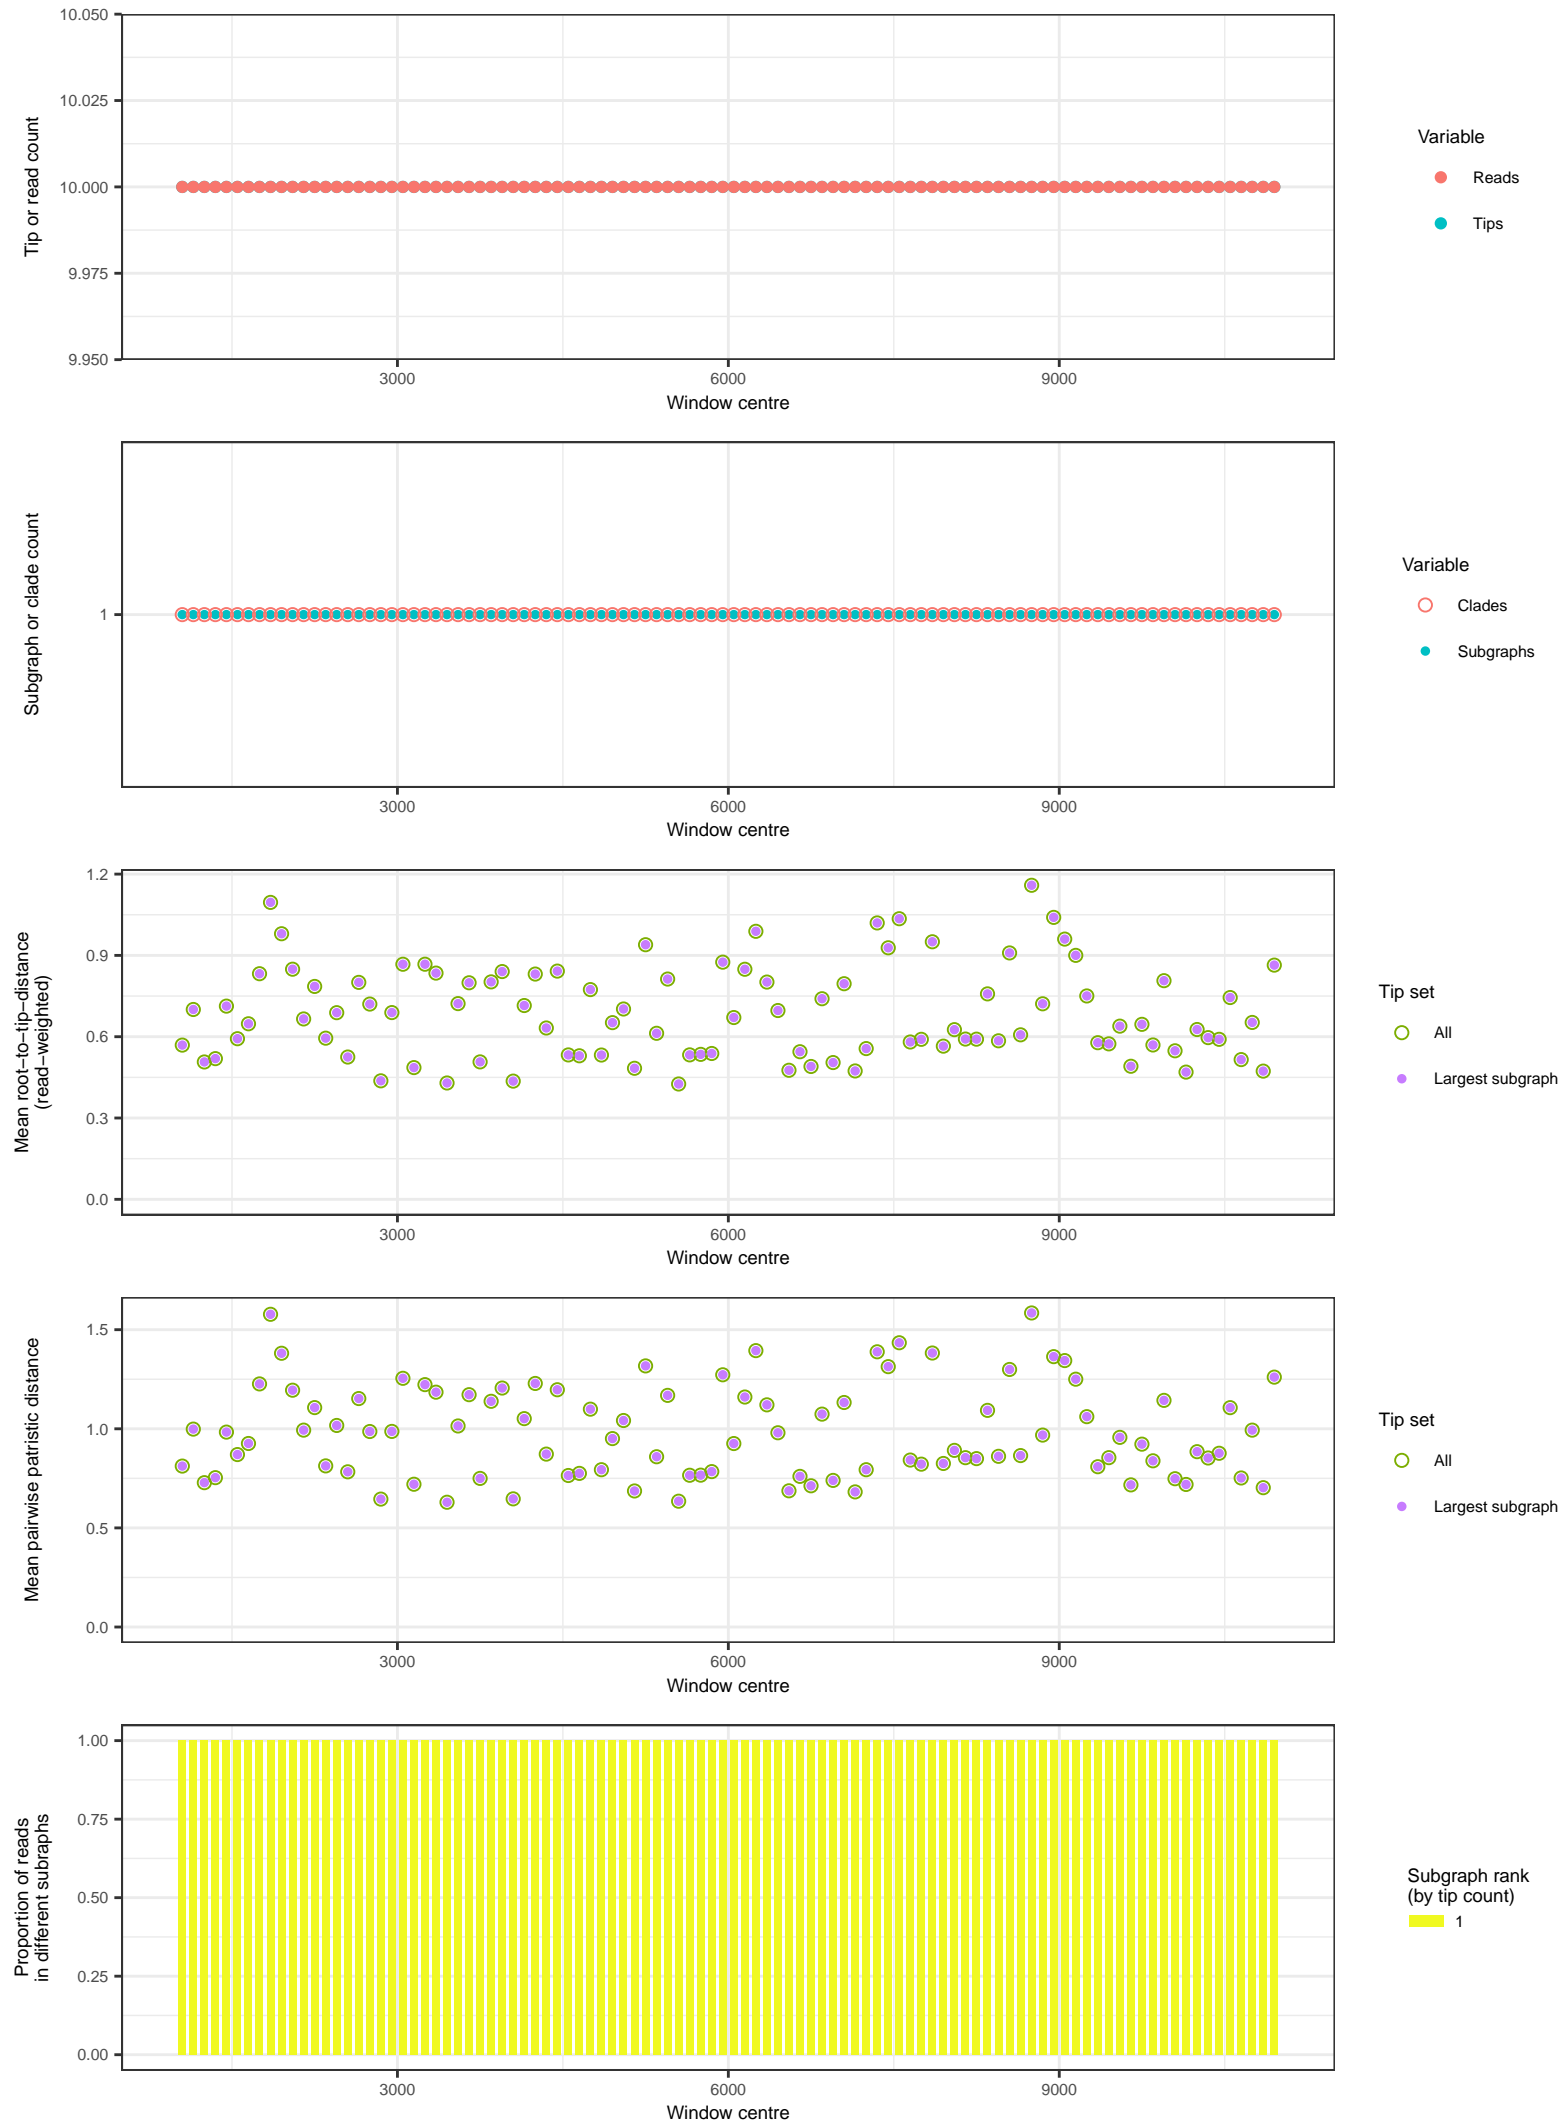 10.050
10.025
10.000
9.975
9.950
Tip or read count
3000
6000
9000
Window centre
Variable
Reads
Tips
1
Subgraph or clade count
3000
6000
9000
Window centre
Variable
Clades
Subgraphs
1.2
0.9
0.6
0.3
0.0
Mean root−to−tip−distance
(read−weighted)
3000
6000
9000
Window centre
Tip set
All
Largest subgraph
1.5
1.0
0.5
0.0
Mean pairwise patristic distance
3000
6000
9000
Window centre
Tip set
All
Largest subgraph
1.00
0.75
0.50
0.25
0.00
Proportion of reads
in different subraphs
3000
6000
9000
Window centre
Subgraph rank
(by tip count)
1